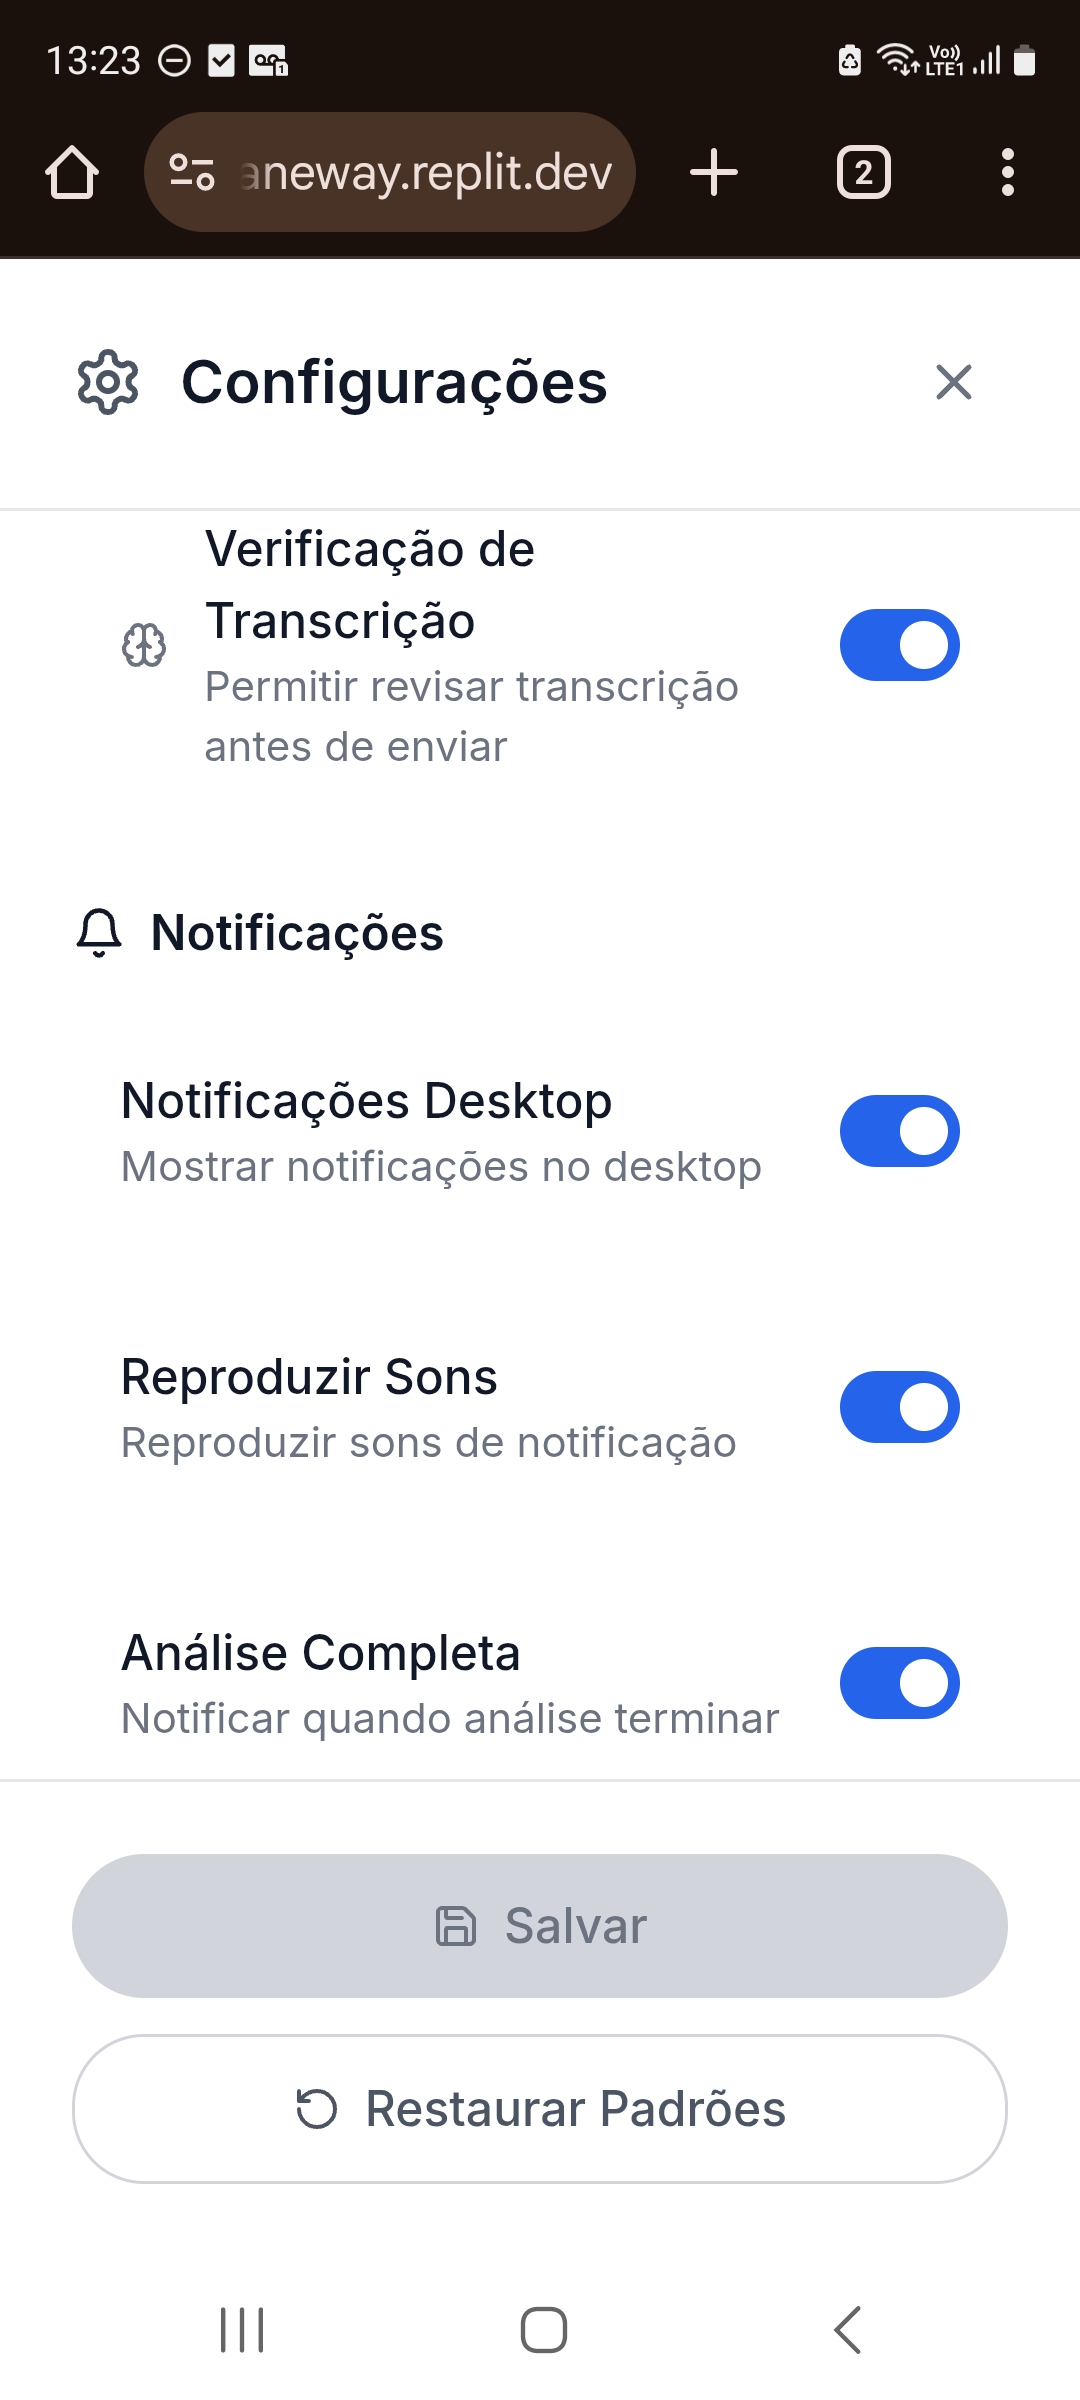 13:23
Vo))
LTE1
aneway.replit.dev
2
Configurações
Verificação de
Transcrição
Permitir revisar transcrição
antes de enviar
Notificações
Notificações Desktop
Mostrar notificações no desktop
Reproduzir Sons
Reproduzir sons de notificação
Análise Completa
Notificar quando análise terminar
Salvar
Restaurar Padrões